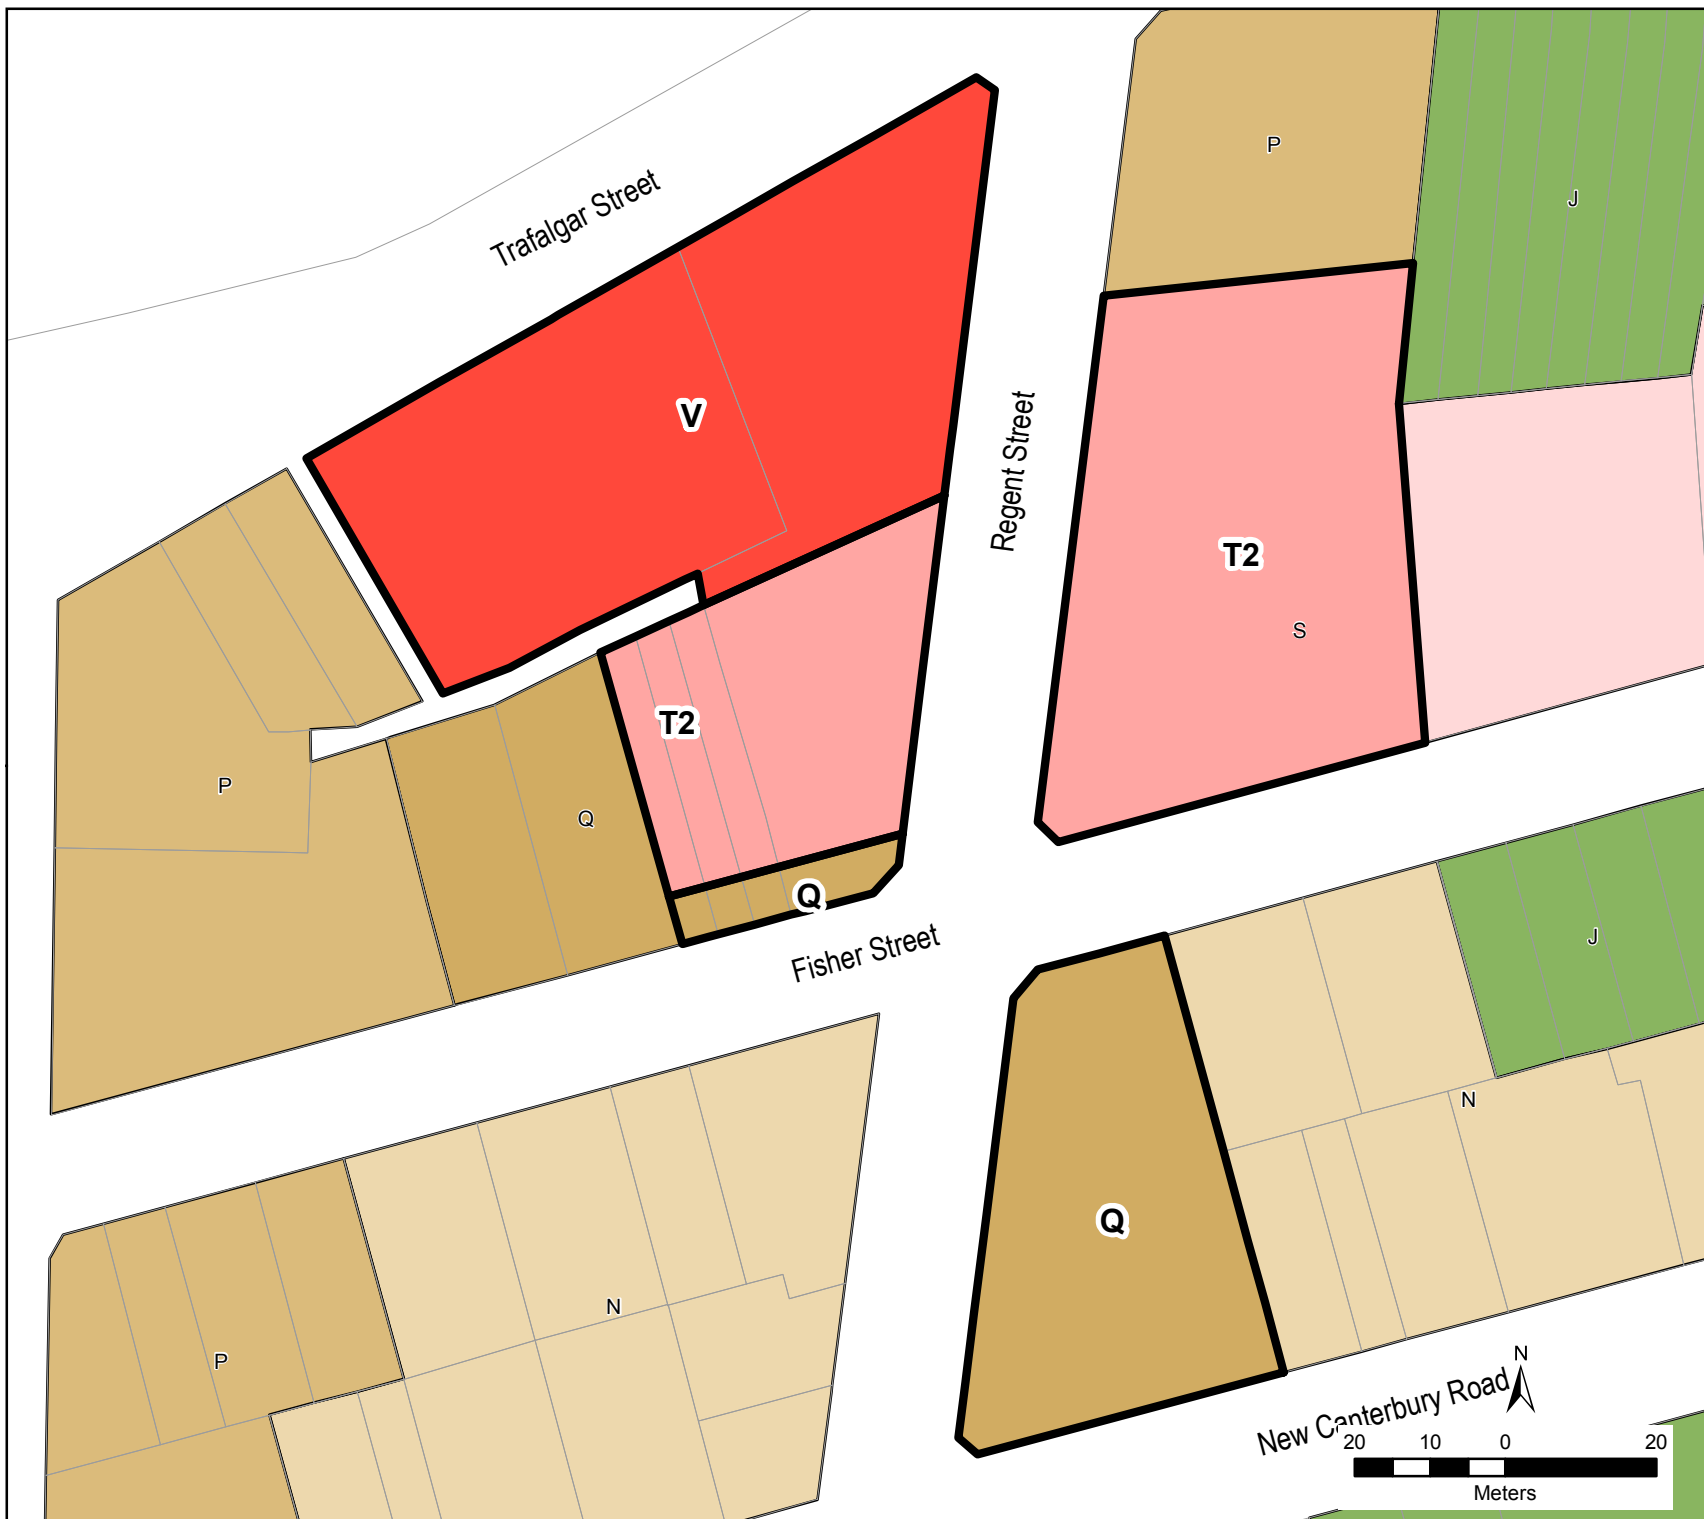 P
J
Trafalgar Street
V
Regent Street
T2
S
T2
P
Q
Q
Fisher Street
J
N
Q
N
P
N
New Canterbury Road
20 10 0 20
Meters